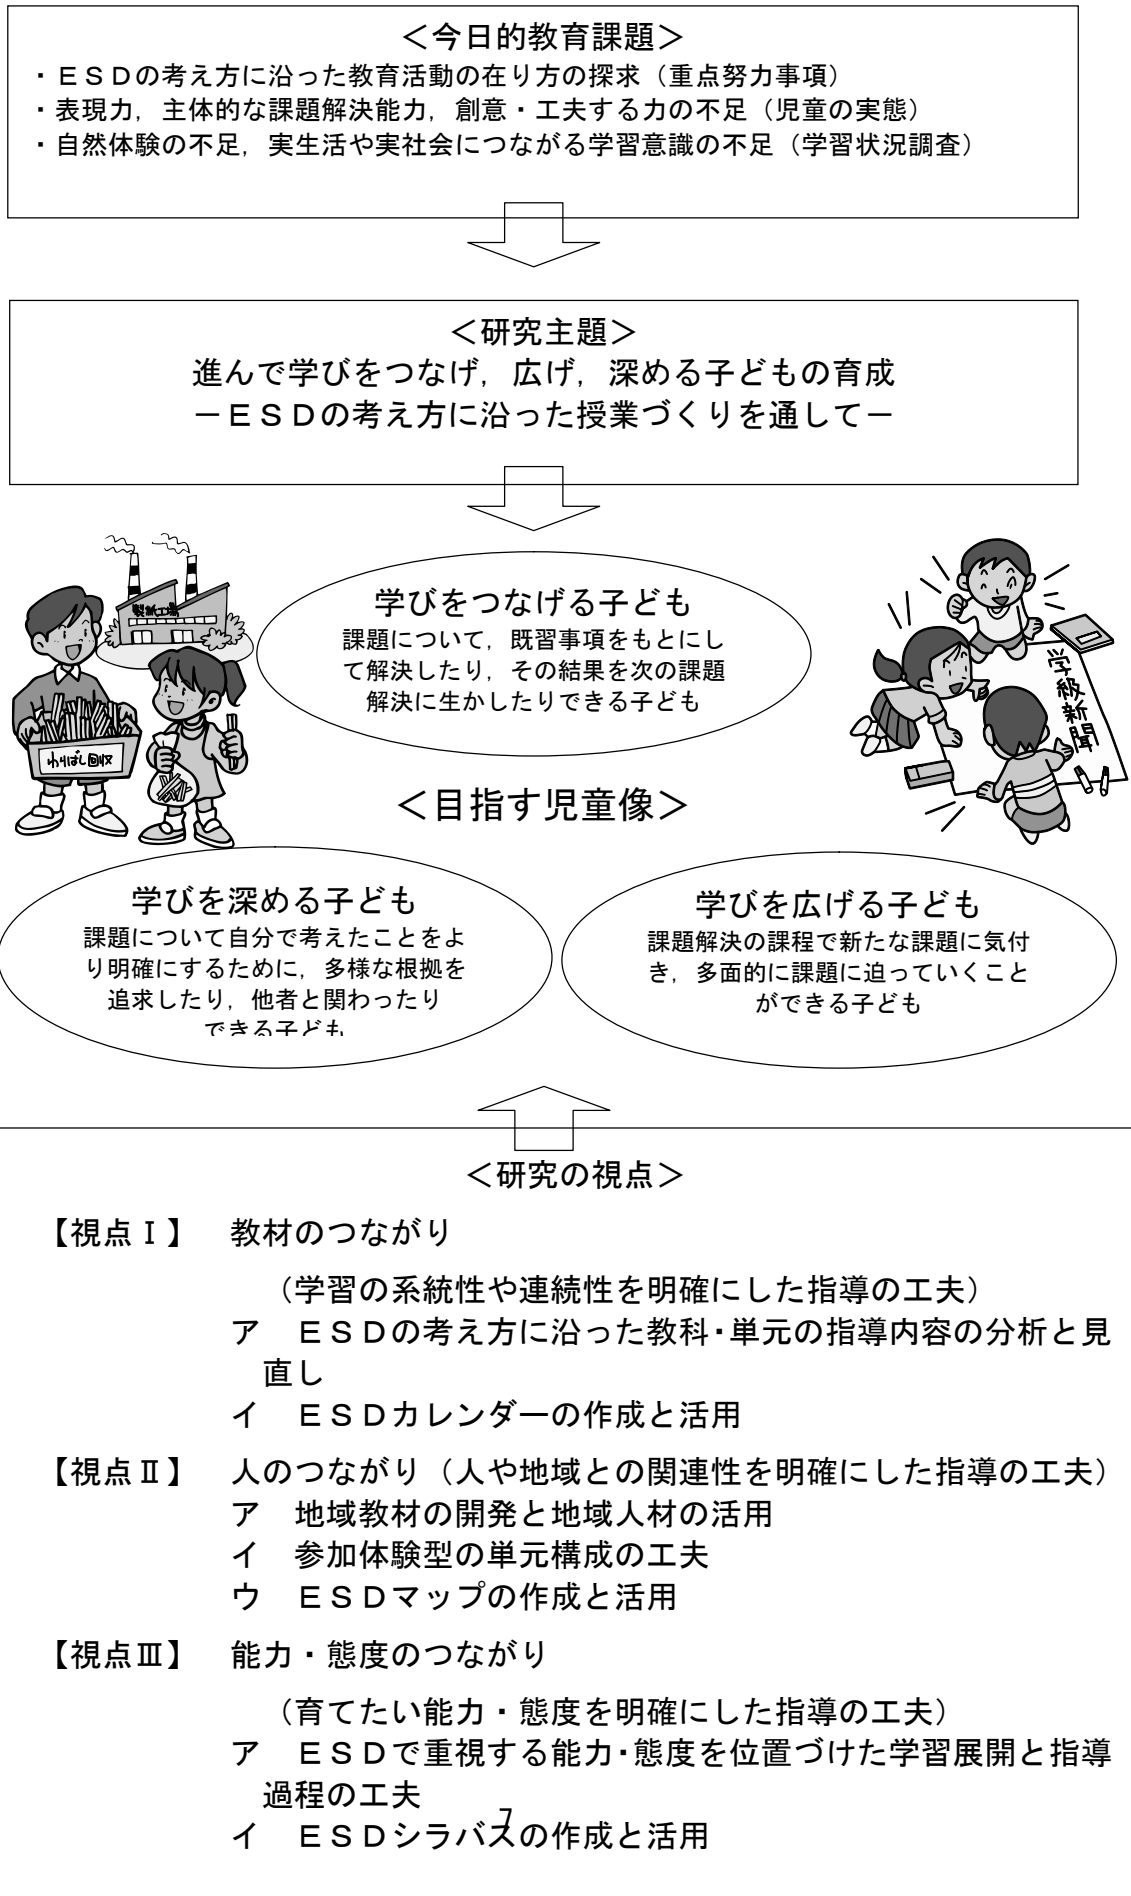 ＜今日的教育課題＞
・ＥＳＤの考え方に沿った教育活動の在り方の探求（重点努力事項）
・表現力，主体的な課題解決能力，創意・工夫する力の不足（児童の実態）
・自然体験の不足，実生活や実社会につながる学習意識の不足（学習状況調査）
＜研究主題＞
進んで学びをつなげ，広げ，深める子どもの育成
－ＥＳＤの考え方に沿った授業づくりを通して－
製紙工場
わりばし回収
学びをつなげる子ども
課題について，既習事項をもとにし
て解決したり，その結果を次の課題
解決に生かしたりできる子ども
学級新聞
＜目指す児童像＞
学びを深める子ども
課題について自分で考えたことをよ
り明確にするために，多様な根拠を
追求したり，他者と関わったり
できる子ども
学びを広げる子ども
課題解決の課程で新たな課題に気付
き，多面的に課題に迫っていくこと
ができる子ども
＜研究の視点＞
【視点Ⅰ】　教材のつながり
（学習の系統性や連続性を明確にした指導の工夫）
ア　ＥＳＤの考え方に沿った教科・単元の指導内容の分析と見
直し
イ　ＥＳＤカレンダーの作成と活用
【視点Ⅱ】　人のつながり（人や地域との関連性を明確にした指導の工夫）
ア　地域教材の開発と地域人材の活用
イ　参加体験型の単元構成の工夫
ウ　ＥＳＤマップの作成と活用
【視点Ⅲ】　能力・態度のつながり
（育てたい能力・態度を明確にした指導の工夫）
ア　ＥＳＤで重視する能力・態度を位置づけた学習展開と指導
過程の工夫
イ　ＥＳＤシラバスの作成と活用